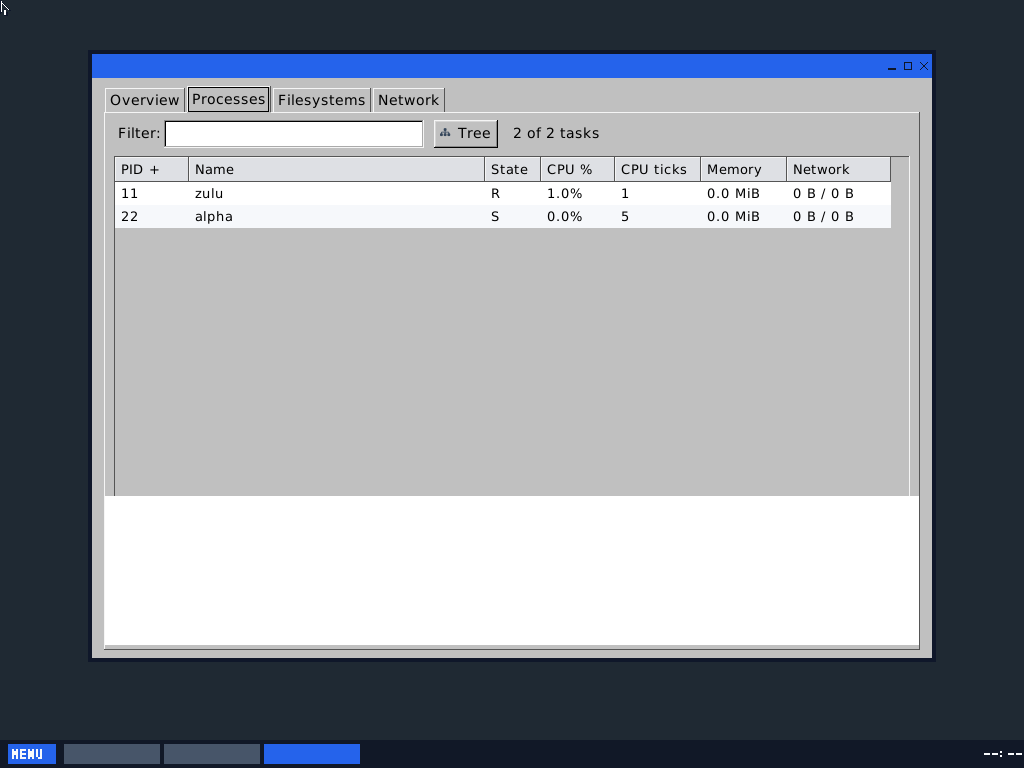 Overview Processes Filesystems Network
Filter: Tree 2 of 2 tasks
PID + Name State CPU % CPU ticks Memory Network
11 zulu R 1.0% 1 0.0 MiB 0 B / 0 B
22 alpha S 0.0% 5 0.0 MiB 0 B / 0 B
MENU --:--